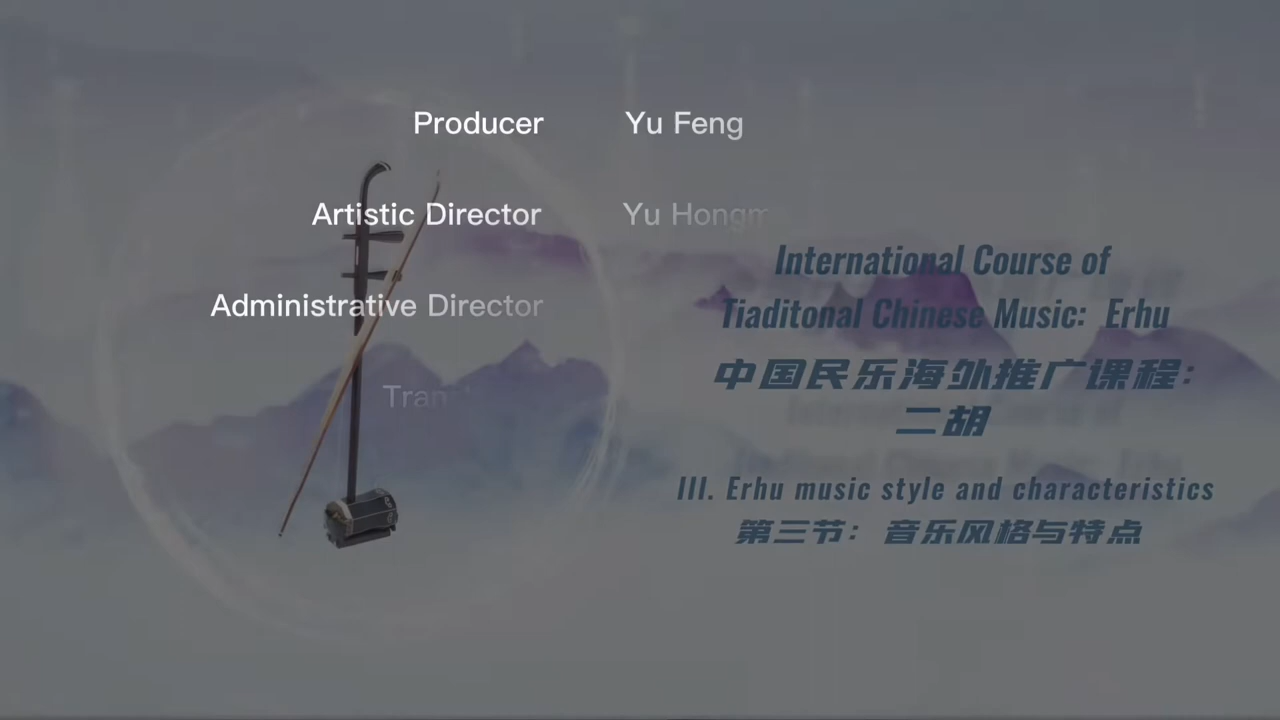 Producer Yu Feng
Artistic Director Yu
Administrative Director
International Course of
Tiaditonal Chinese Music: Erhu
中国民乐海外推广课程:
二胡
III. Erhu music style and characteristics
第三节: 音乐风格与特点